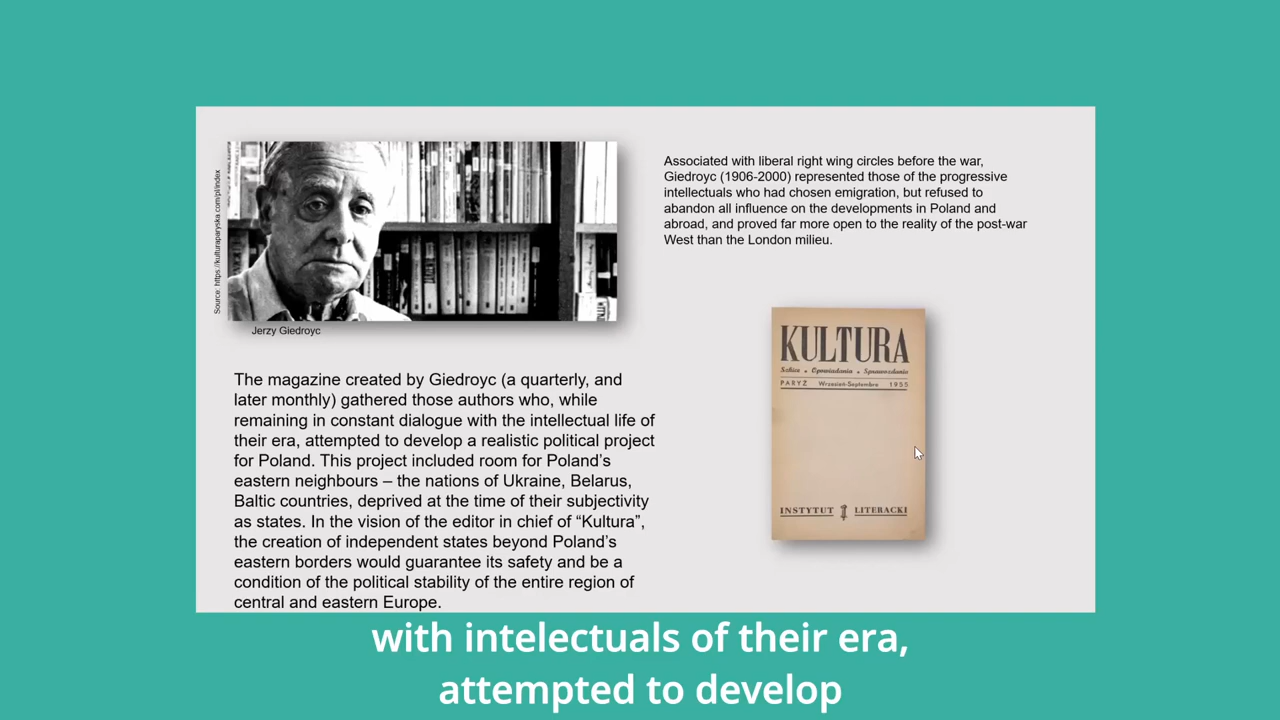 Source: https://kulturaparyska.com/pl/index
Jerzy Giedroyc
Associated with liberal right wing circles before the war,
Giedroyc (1906-2000) represented those of the progressive
intellectuals who had chosen emigration, but refused to
abandon all influence on the developments in Poland and
abroad, and proved far more open to the reality of the post-war
West than the London milieu.
The magazine created by Giedroyc (a quarterly, and
later monthly) gathered those authors who, while
remaining in constant dialogue with the intellectual life of
their era, attempted to develop a realistic political project
for Poland. This project included room for Poland’s
eastern neighbours – the nations of Ukraine, Belarus,
Baltic countries, deprived at the time of their subjectivity
as states. In the vision of the editor in chief of “Kultura”,
the creation of independent states beyond Poland’s
eastern borders would guarantee its safety and be a
condition of the political stability of the entire region of
central and eastern Europe.
KULTURA
Szkice • Opowiadania • Sprawozdania
PARYŻ Wrzesień-Septembre 1955
INSTYTUT LITERACKI
with intelectuals of their era,
attempted to develop